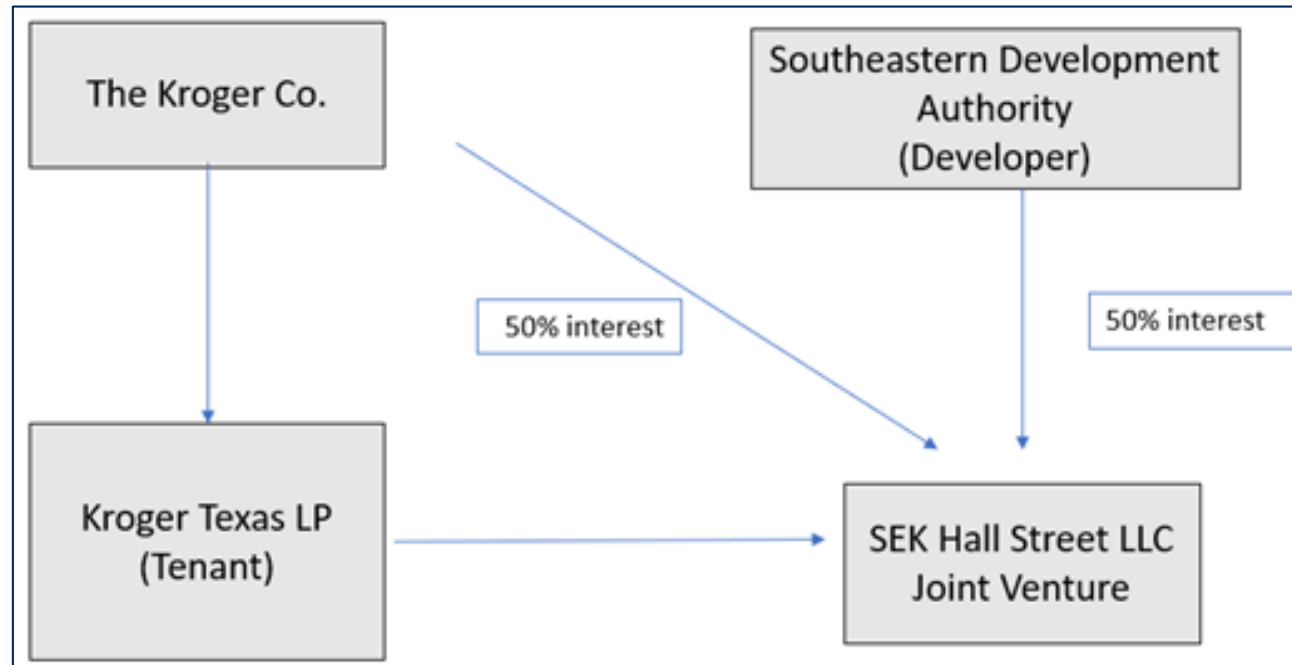 The Kroger Co.
Southeastern Development
Authority
(Developer)
50% interest
50% interest
Kroger Texas LP
(Tenant)
SEK Hall Street LLC
Joint Venture